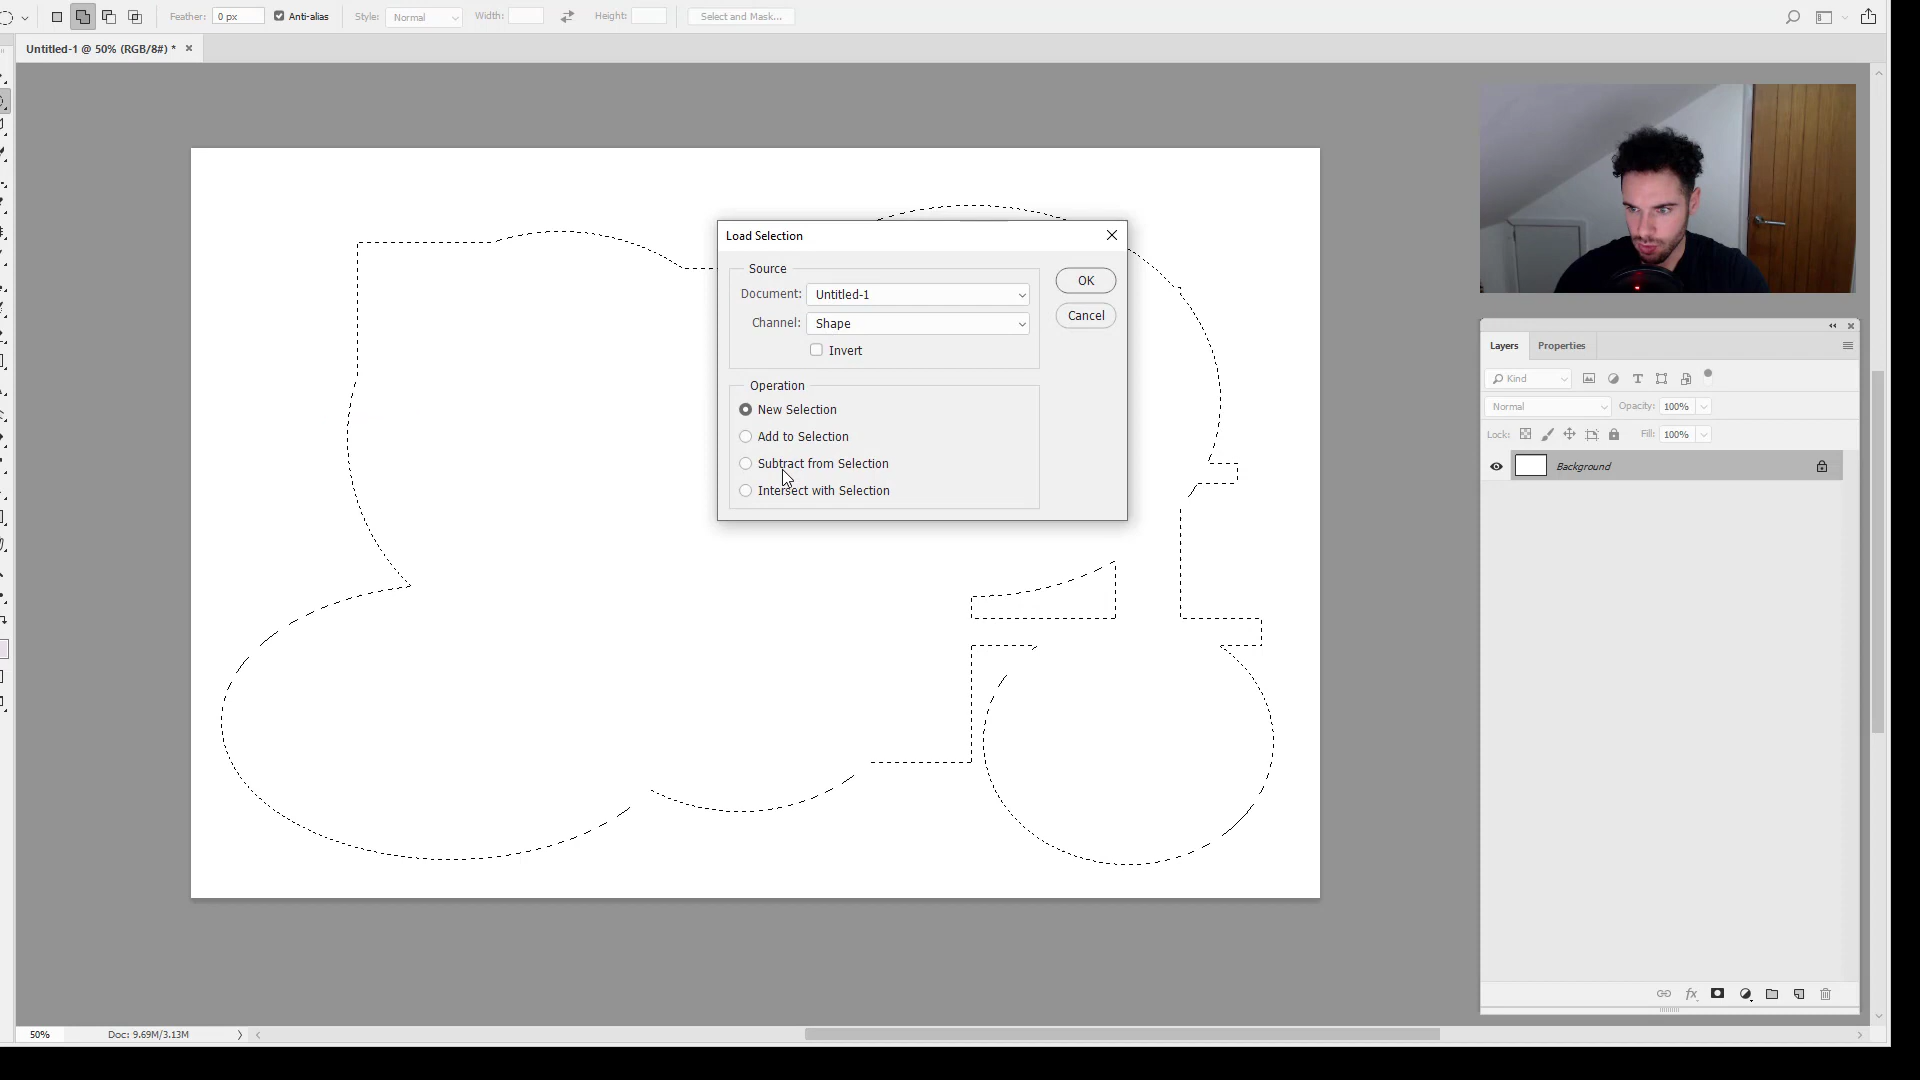 Feather: 0 px Anti-alias Style: Normal Width: Height: Select and Mask...
Untitled-1 @ 50% (RGB/8#) *
Load Selection
Source
Document: Untitled-1
Channel: Shape
Invert
OK
Cancel
Operation
New Selection
Add to Selection
Subtract from Selection
Intersect with Selection
Layers Properties
Kind
Normal Opacity: 100%
Lock: Fill: 100%
Background
fx
50% Doc: 9.69M/3.13M